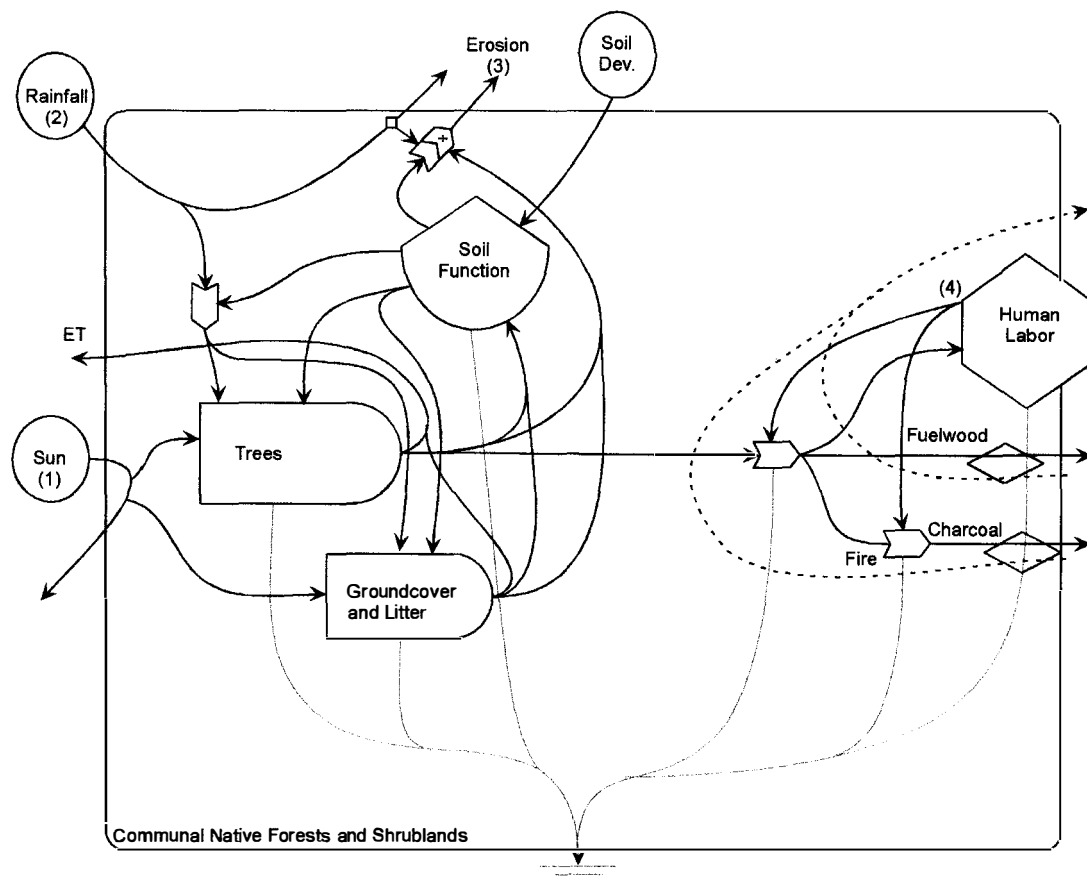 Erosion
(3)
Soil
Dev.
Rainfall
(2)
+
Soil
Function
(4)
Human
Labor
ET
Trees
Fuelwood
Sun
(1)
Charcoal
Fire
Groundcover
and Litter
Communal Native Forests and Shrublands